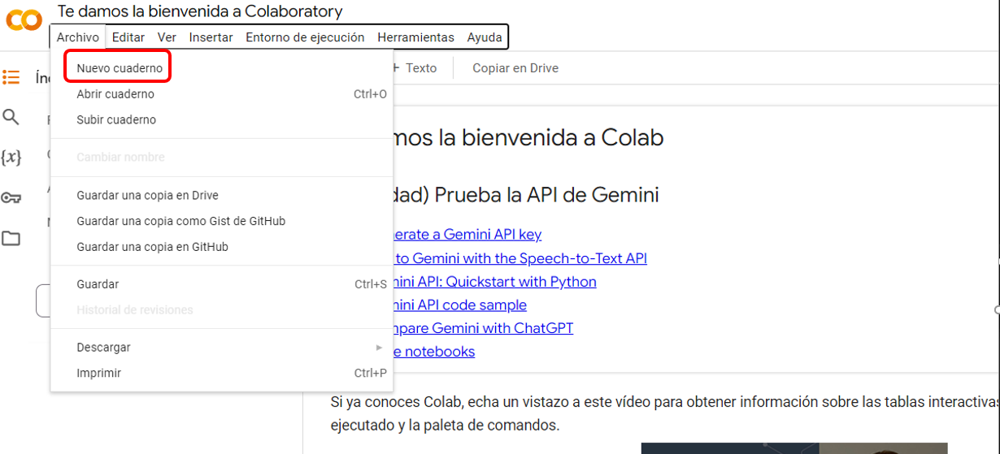 Te damos la bienvenida a Colaboratory
Archivo Editar Ver Insertar Entorno de ejecución Herramientas Ayuda
Nuevo cuaderno
Abrir cuaderno Ctrl+O
Subir cuaderno
Cambiar nombre
Guardar una copia en Drive
Guardar una copia como Gist de GitHub
Guardar una copia en GitHub
Guardar Ctrl+S
Historial de revisiones
Descargar
Imprimir Ctrl+P
{x}
+ Texto Copiar en Drive
mos la bienvenida a Colab
dad) Prueba la API de Gemini
erate a Gemini API key
to Gemini with the Speech-to-Text API
mini API: Quickstart with Python
mini API code sample
mpare Gemini with ChatGPT
e notebooks
Si ya conoces Colab, echa un vistazo a este vídeo para obtener información sobre las tablas interactivas
ejecutado y la paleta de comandos.